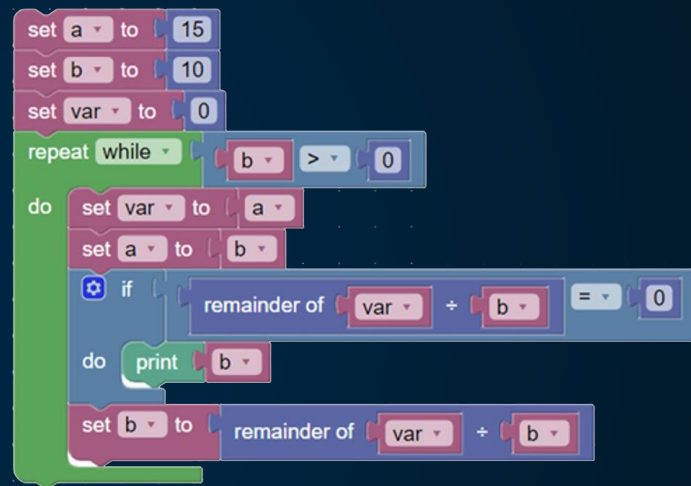 set a to 15
set b to 10
set var to 0
repeat while b > 0
do set var to a
set a to b
if remainder of var ÷ b = 0
do print b
set b to remainder of var ÷ b